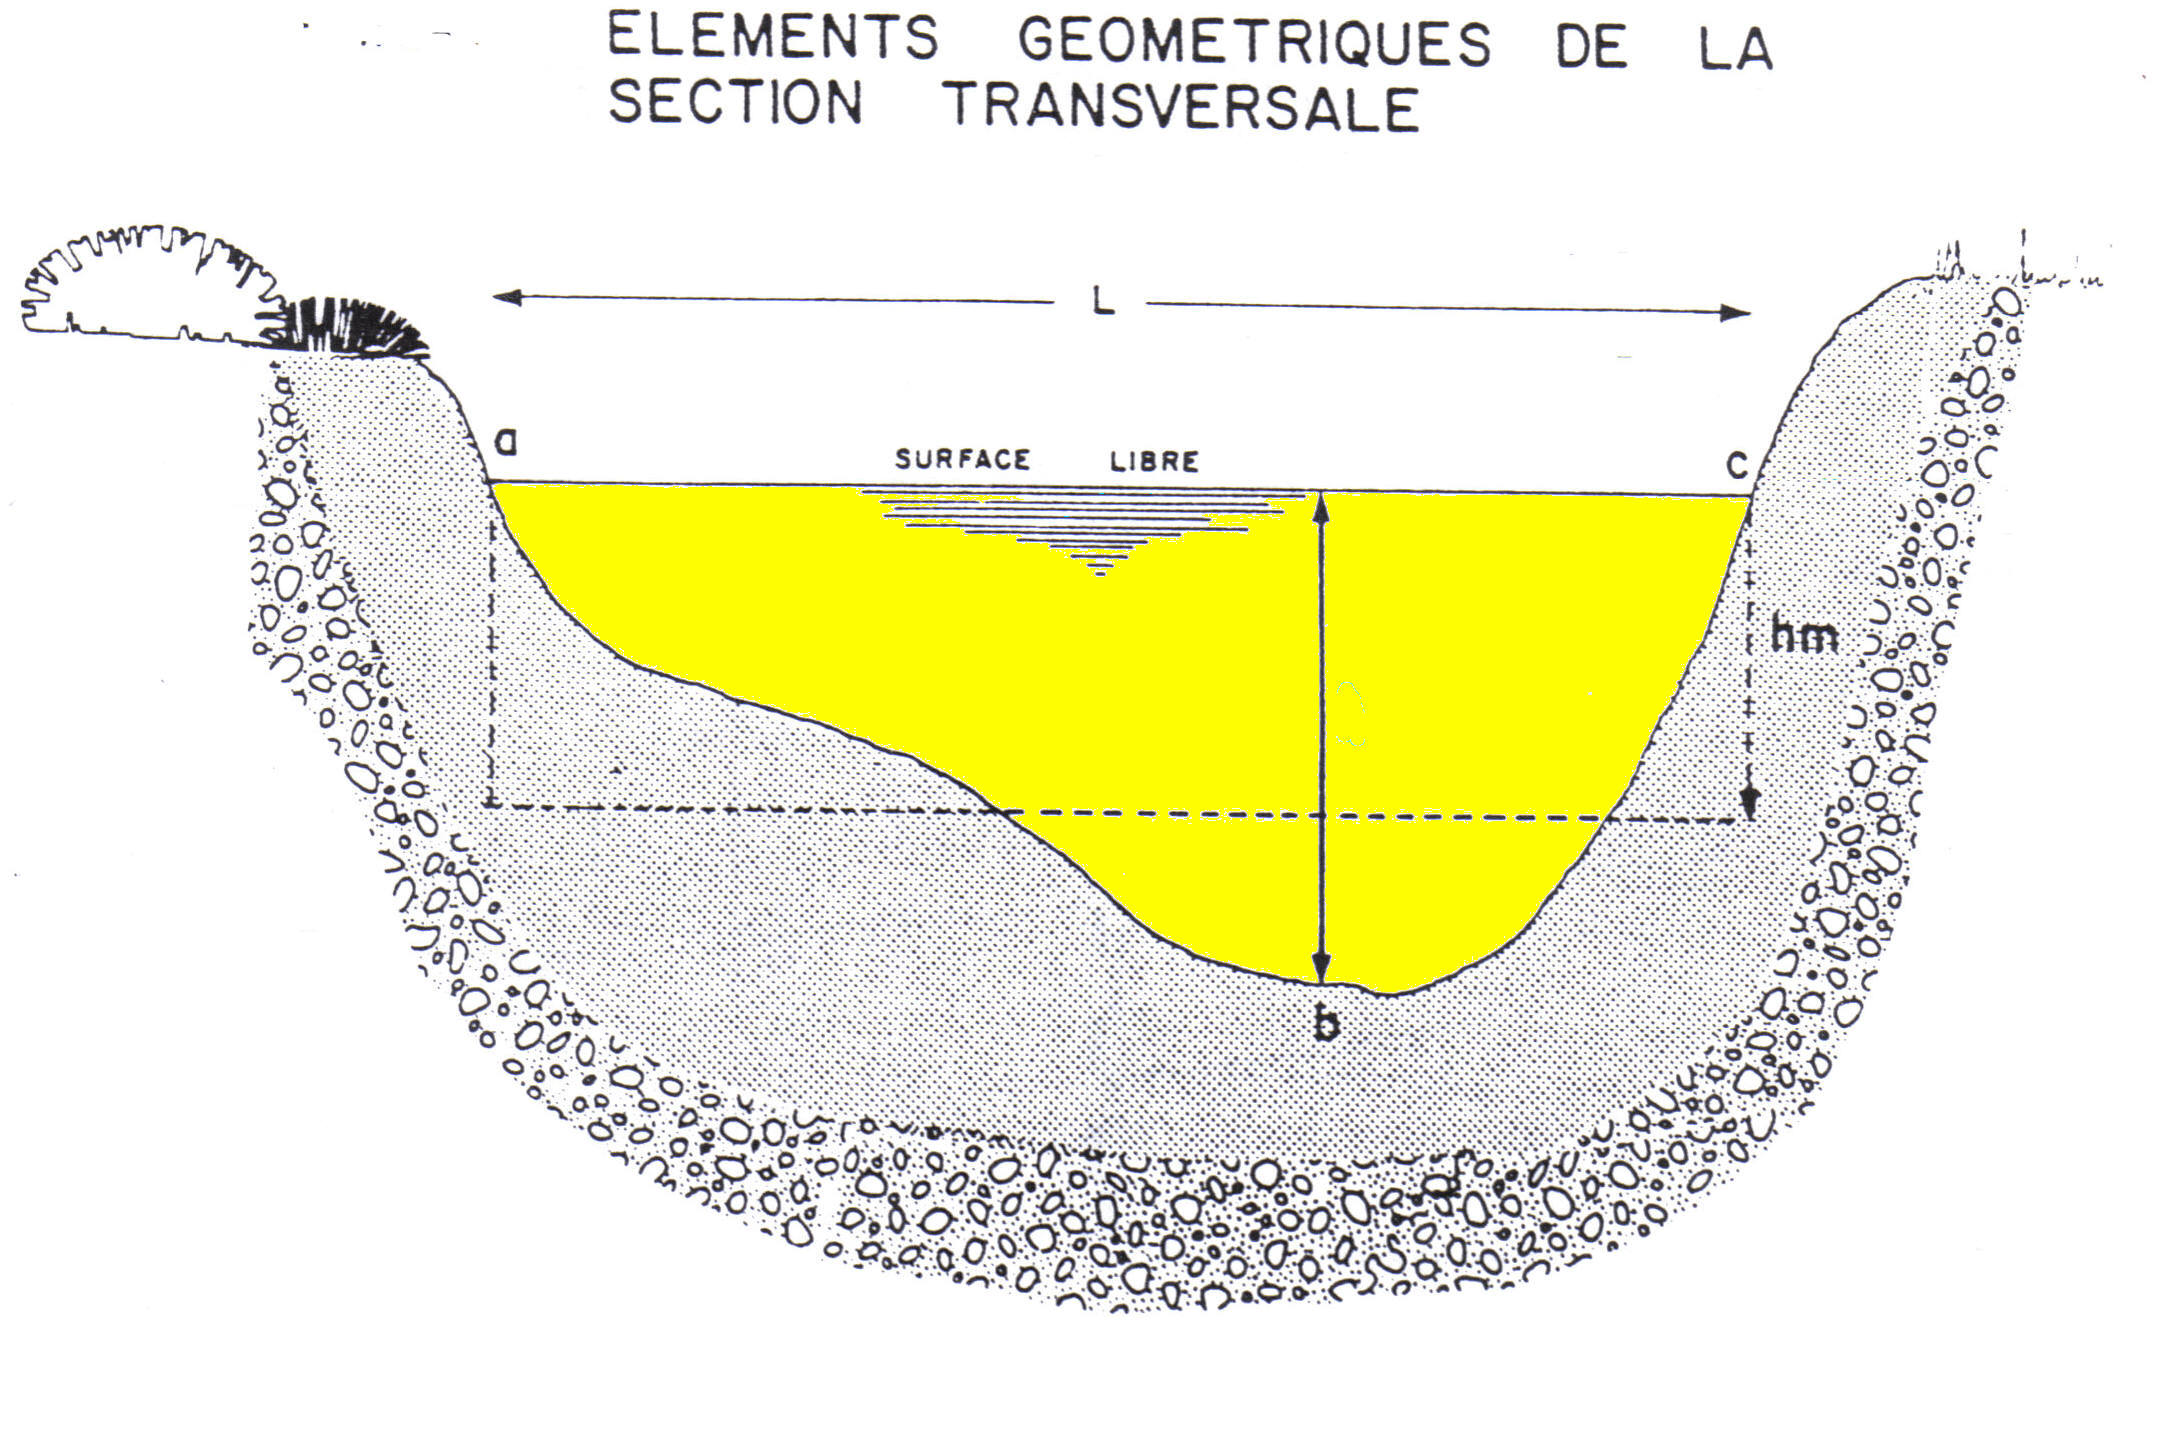 ELEMENTS GEOMETRIQUES DE LA
SECTION TRANSVERSALE
L
a
SURFACE LIBRE
c
hm
b